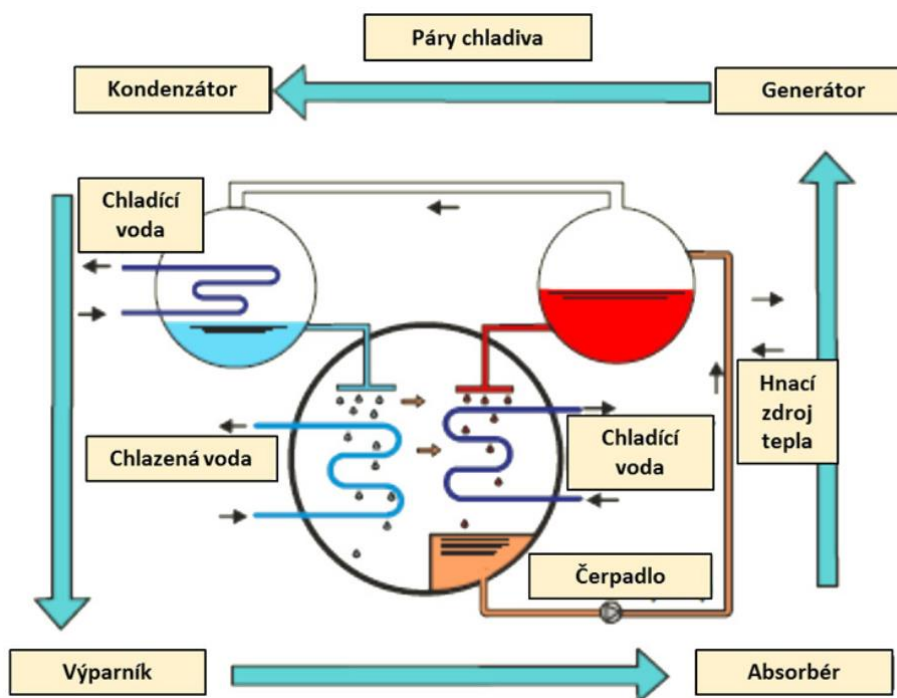 Páry chladiva
Kondenzátor
Generátor
Chladící
voda
Hnací
zdroj
tepla
Chlazená voda
Chladící
voda
Čerpadlo
Výparník
Absorbér